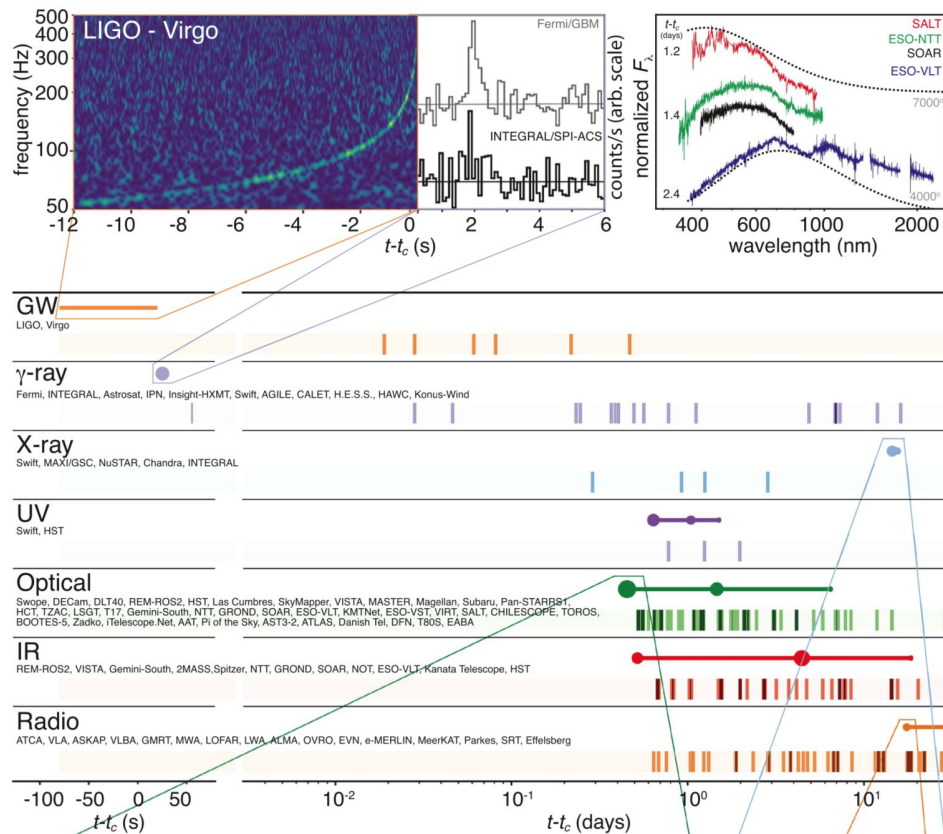 LIGO - Virgo
frequency (Hz)
500
400
300
200
100
50
-12 -10 -8 -6 -4 -2 0 2 4 6
t-tc (s)
Fermi/GBM
INTEGRAL/SPI-ACS
counts/s (arb. scale)
normalized Fλ
t-tc
(days)
1.2
1.4
2.4
SALT
ESO-NTT
SOAR
ESO-VLT
7000°
4000°
400 600 1000 2000
wavelength (nm)
GW
LIGO, Virgo
γ-ray
Fermi, INTEGRAL, Astrosat, IPN, Insight-HXMT, Swift, AGILE, CALET, H.E.S.S., HAWC, Konus-Wind
X-ray
Swift, MAXI/GSC, NuSTAR, Chandra, INTEGRAL
UV
Swift, HST
Optical
Swope, DECam, DLT40, REM-ROS2, HST, Las Cumbres, SkyMapper, VISTA, MASTER, Magellan, Subaru, Pan-STARRS1,
HCT, TZAC, LSGT, T17, Gemini-South, NTT, GROND, SOAR, ESO-VLT, KMTNet, ESO-VST, VIRT, SALT, CHILESCOPE, TOROS,
BOOTES-5, Zadko, iTelescope.Net, AAT, Pi of the Sky, AST3-2, ATLAS, Danish Tel, DFN, T80S, EABA
IR
REM-ROS2, VISTA, Gemini-South, 2MASS,Spitzer, NTT, GROND, SOAR, NOT, ESO-VLT, Kanata Telescope, HST
Radio
ATCA, VLA, ASKAP, VLBA, GMRT, MWA, LOFAR, LWA, ALMA, OVRO, EVN, e-MERLIN, MeerKAT, Parkes, SRT, Effelsberg
-100 -50 0 50 10⁻² 10⁻¹ 10⁰ 10¹
t-tc (s) t-tc (days)